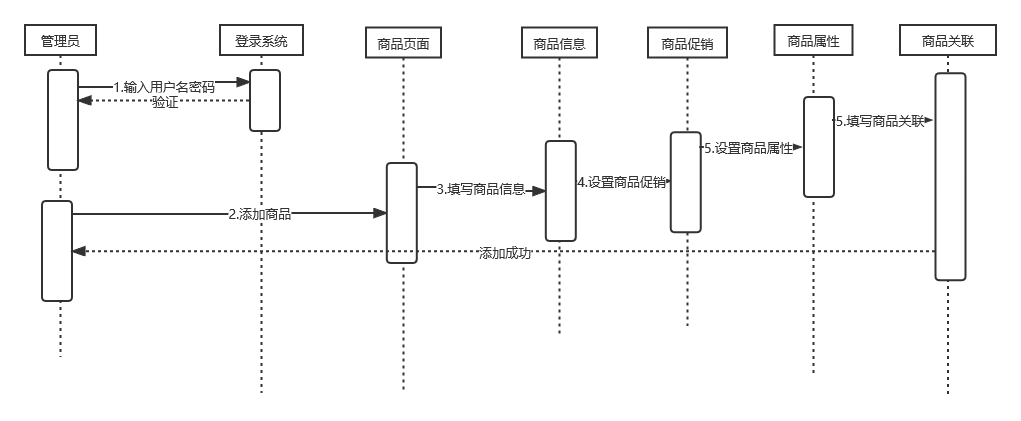 管理员
登录系统
商品页面
商品信息
商品促销
商品属性
商品关联
1.输入用户名密码
验证
2.添加商品
3.填写商品信息
4.设置商品促销
5.设置商品属性
5.填写商品关联
添加成功